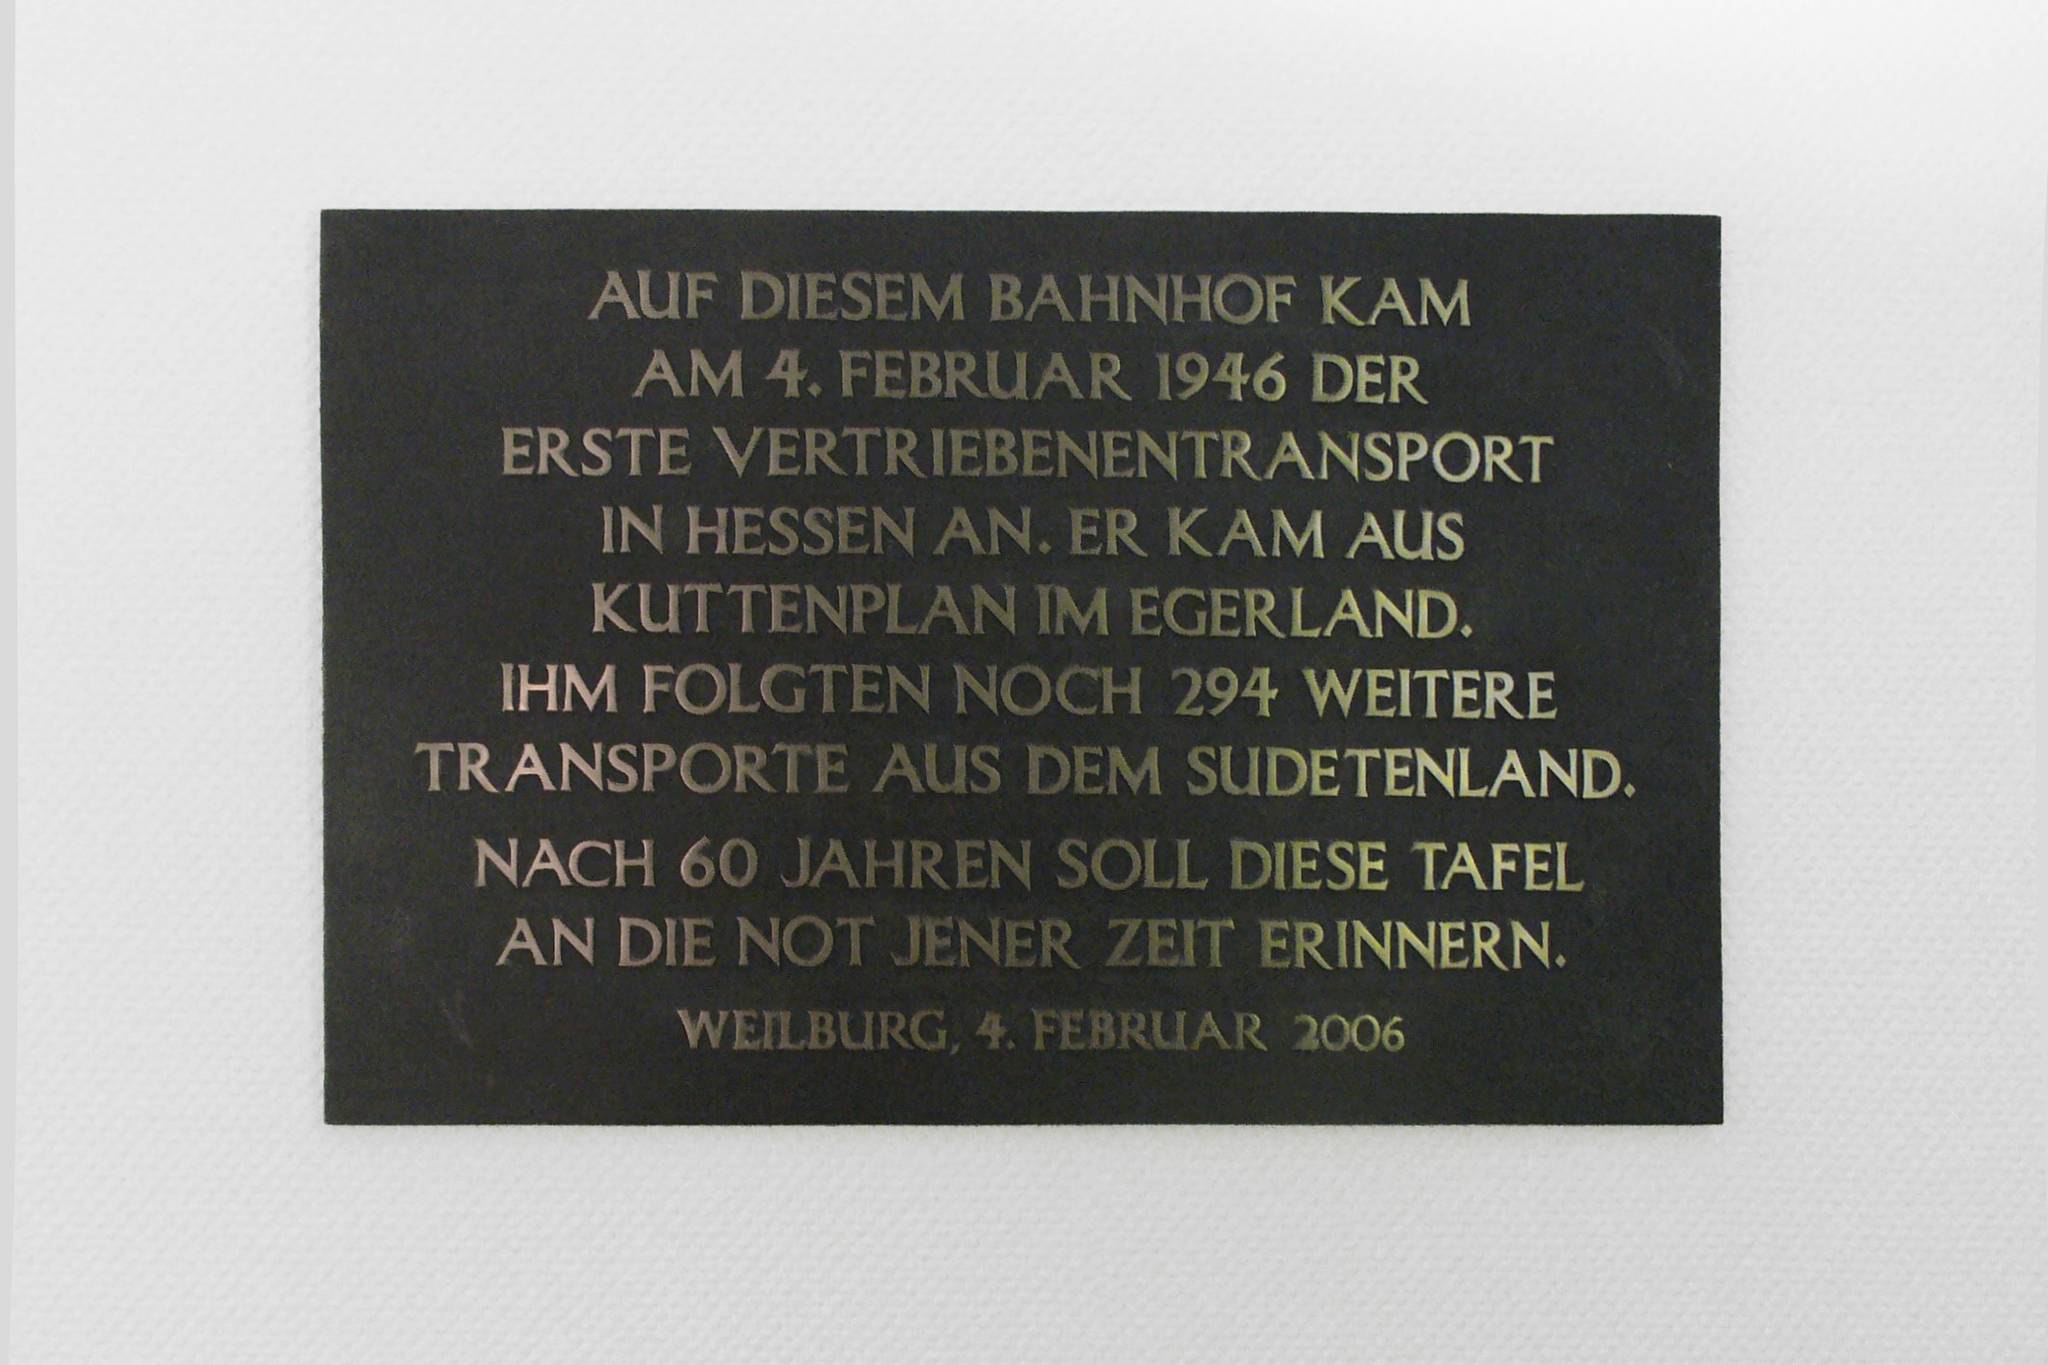 AUF DIESEM BAHNHOF KAM
AM 4. FEBRUAR 1946 DER
ERSTE VERTRIEBENENTRANSPORT
IN HESSEN AN. ER KAM AUS
KUTTENPLAN IM EGERLAND.
IHM FOLGTEN NOCH 294 WEITERE
TRANSPORTE AUS DEM SUDETENLAND.
NACH 60 JAHREN SOLL DIESE TAFEL
AN DIE NOT JENER ZEIT ERINNERN.
WEILBURG, 4. FEBRUAR 2006